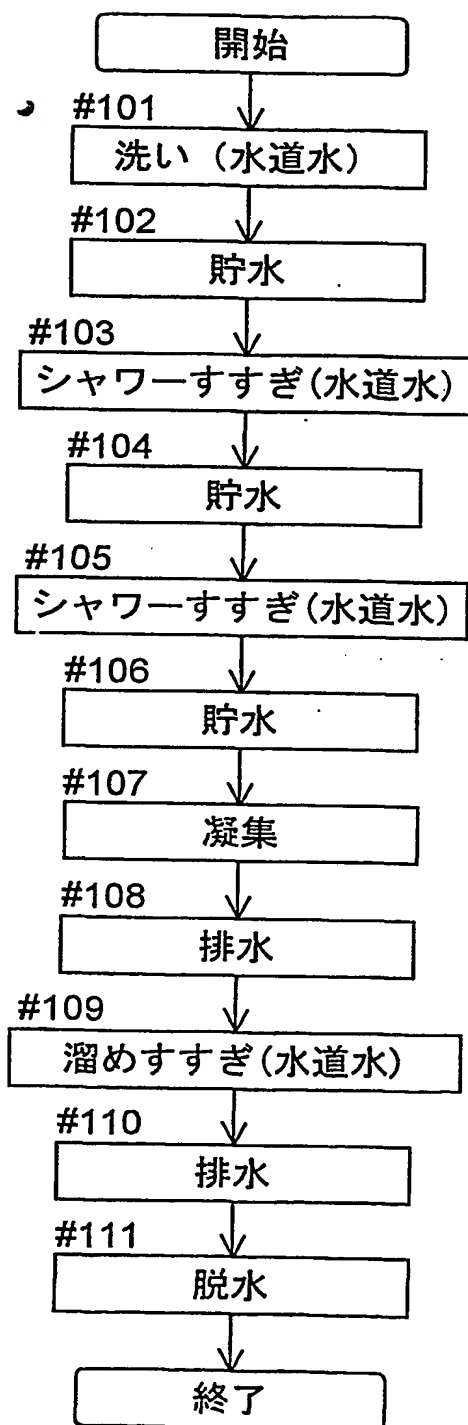 開始
#101
洗い（水道水）
#102
貯水
#103
シャワーすすぎ(水道水)
#104
貯水
#105
シャワーすすぎ(水道水)
#106
貯水
#107
凝集
#108
排水
#109
溜めすすぎ(水道水)
#110
排水
#111
脱水
終了